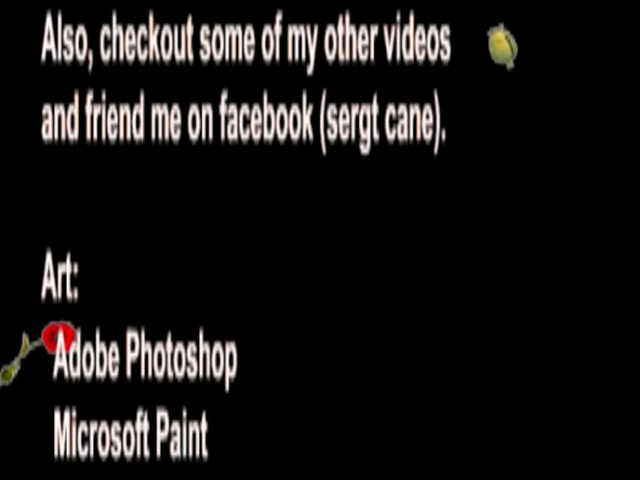 Also, checkout some of my other videos
and friend me on facebook (sergt cane).
Art:
Adobe Photoshop
Microsoft Paint